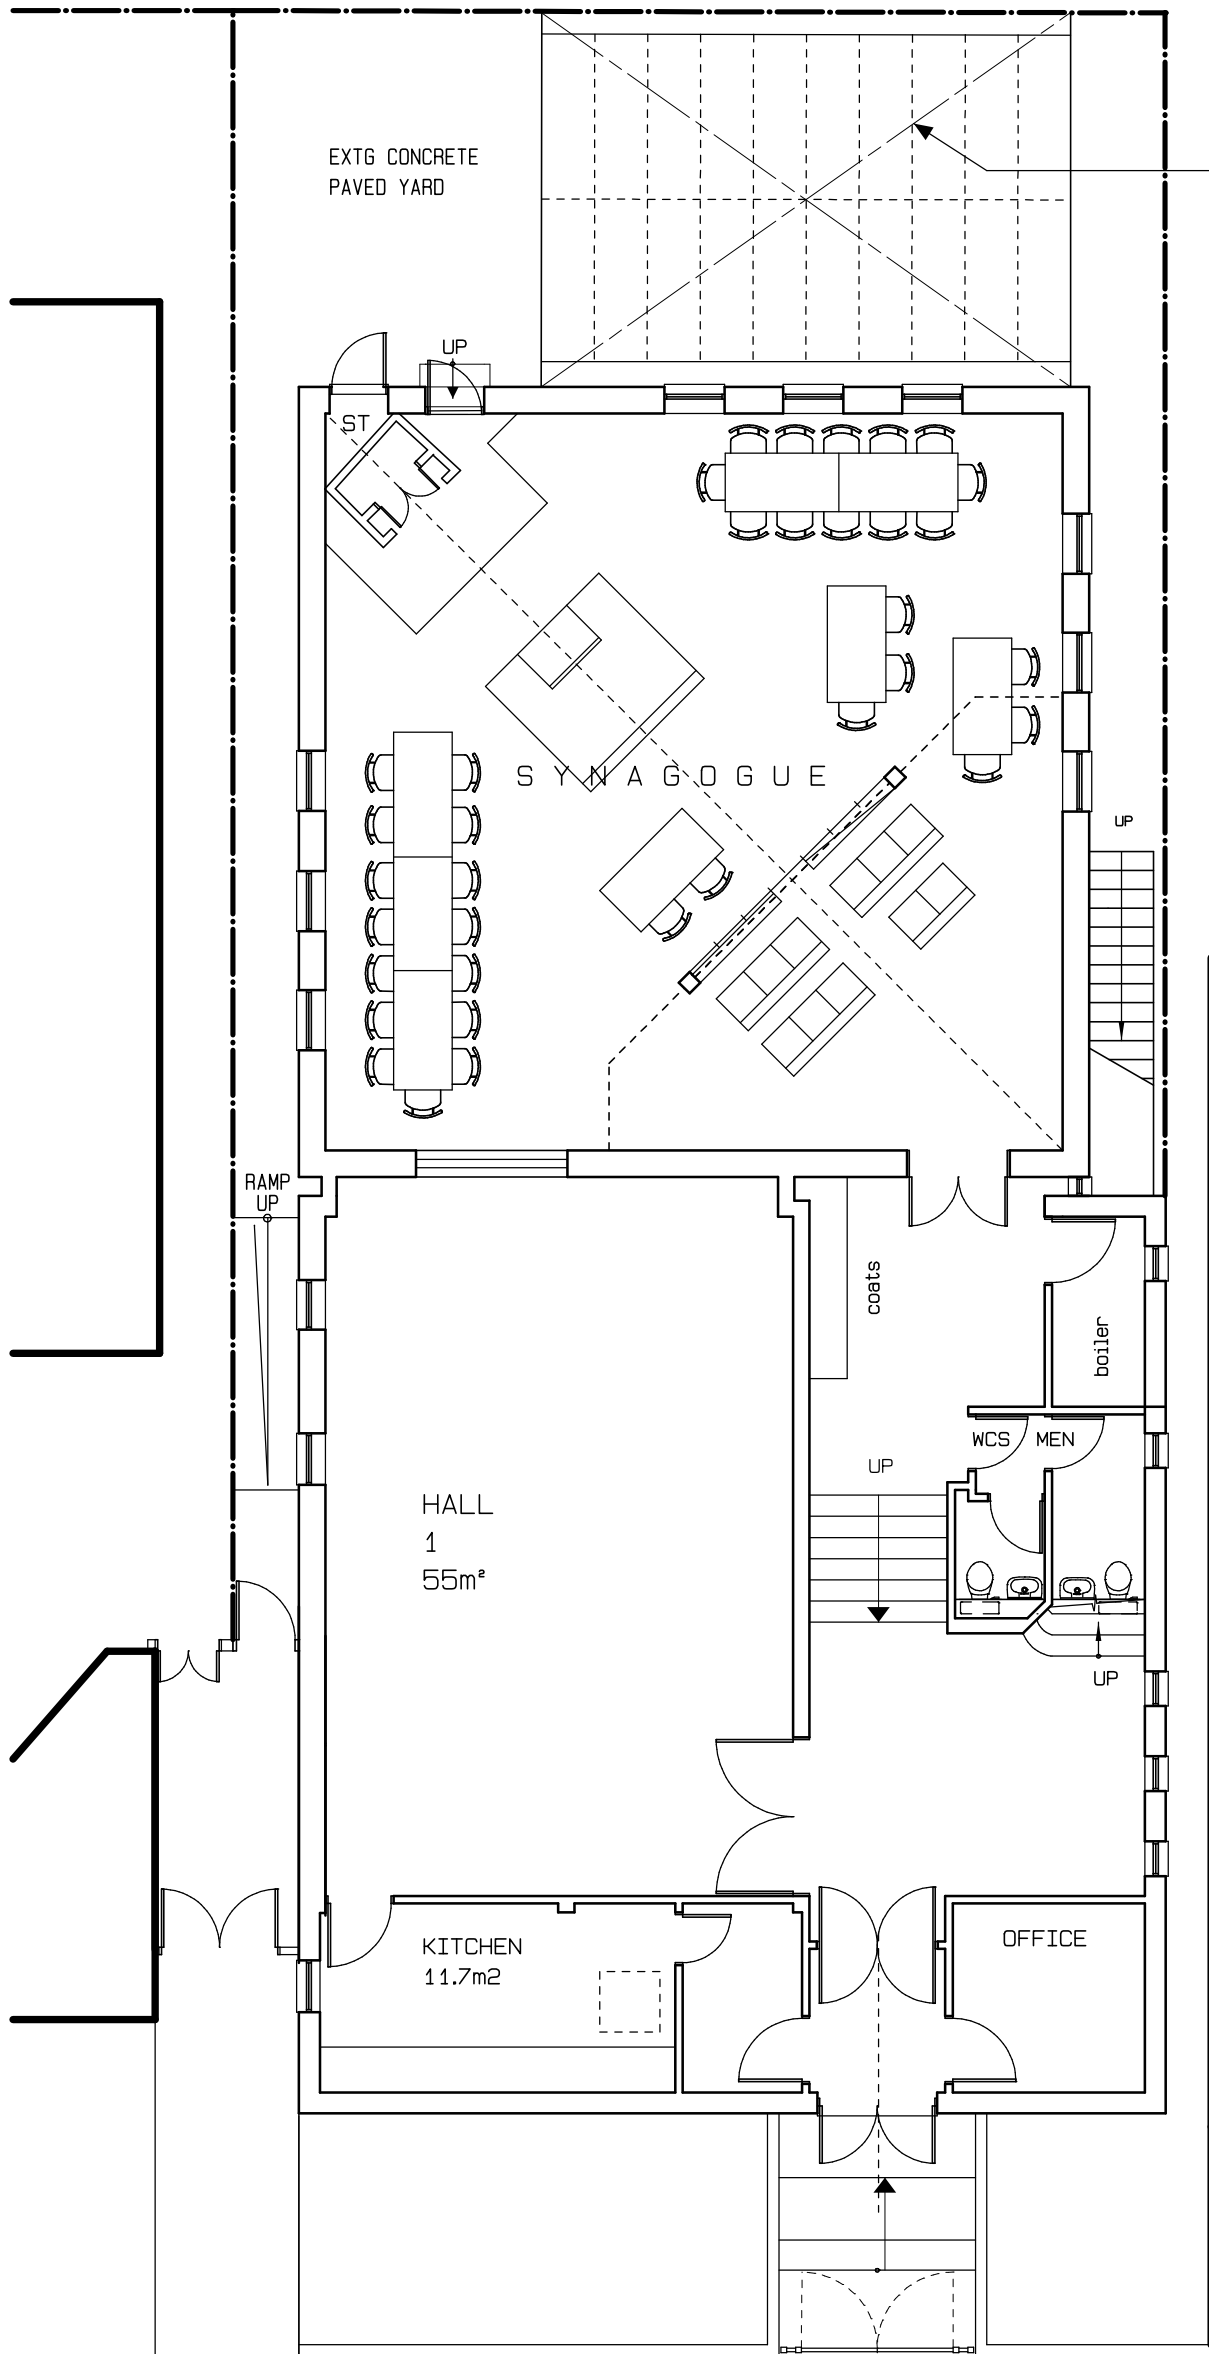 EXTG CONCRETE
PAVED YARD
UP
ST
SYNAGOGUE
UP
RAMP
UP
coats
boiler
WCS
MEN
UP
HALL
1
55m²
UP
KITCHEN
11.7m2
OFFICE